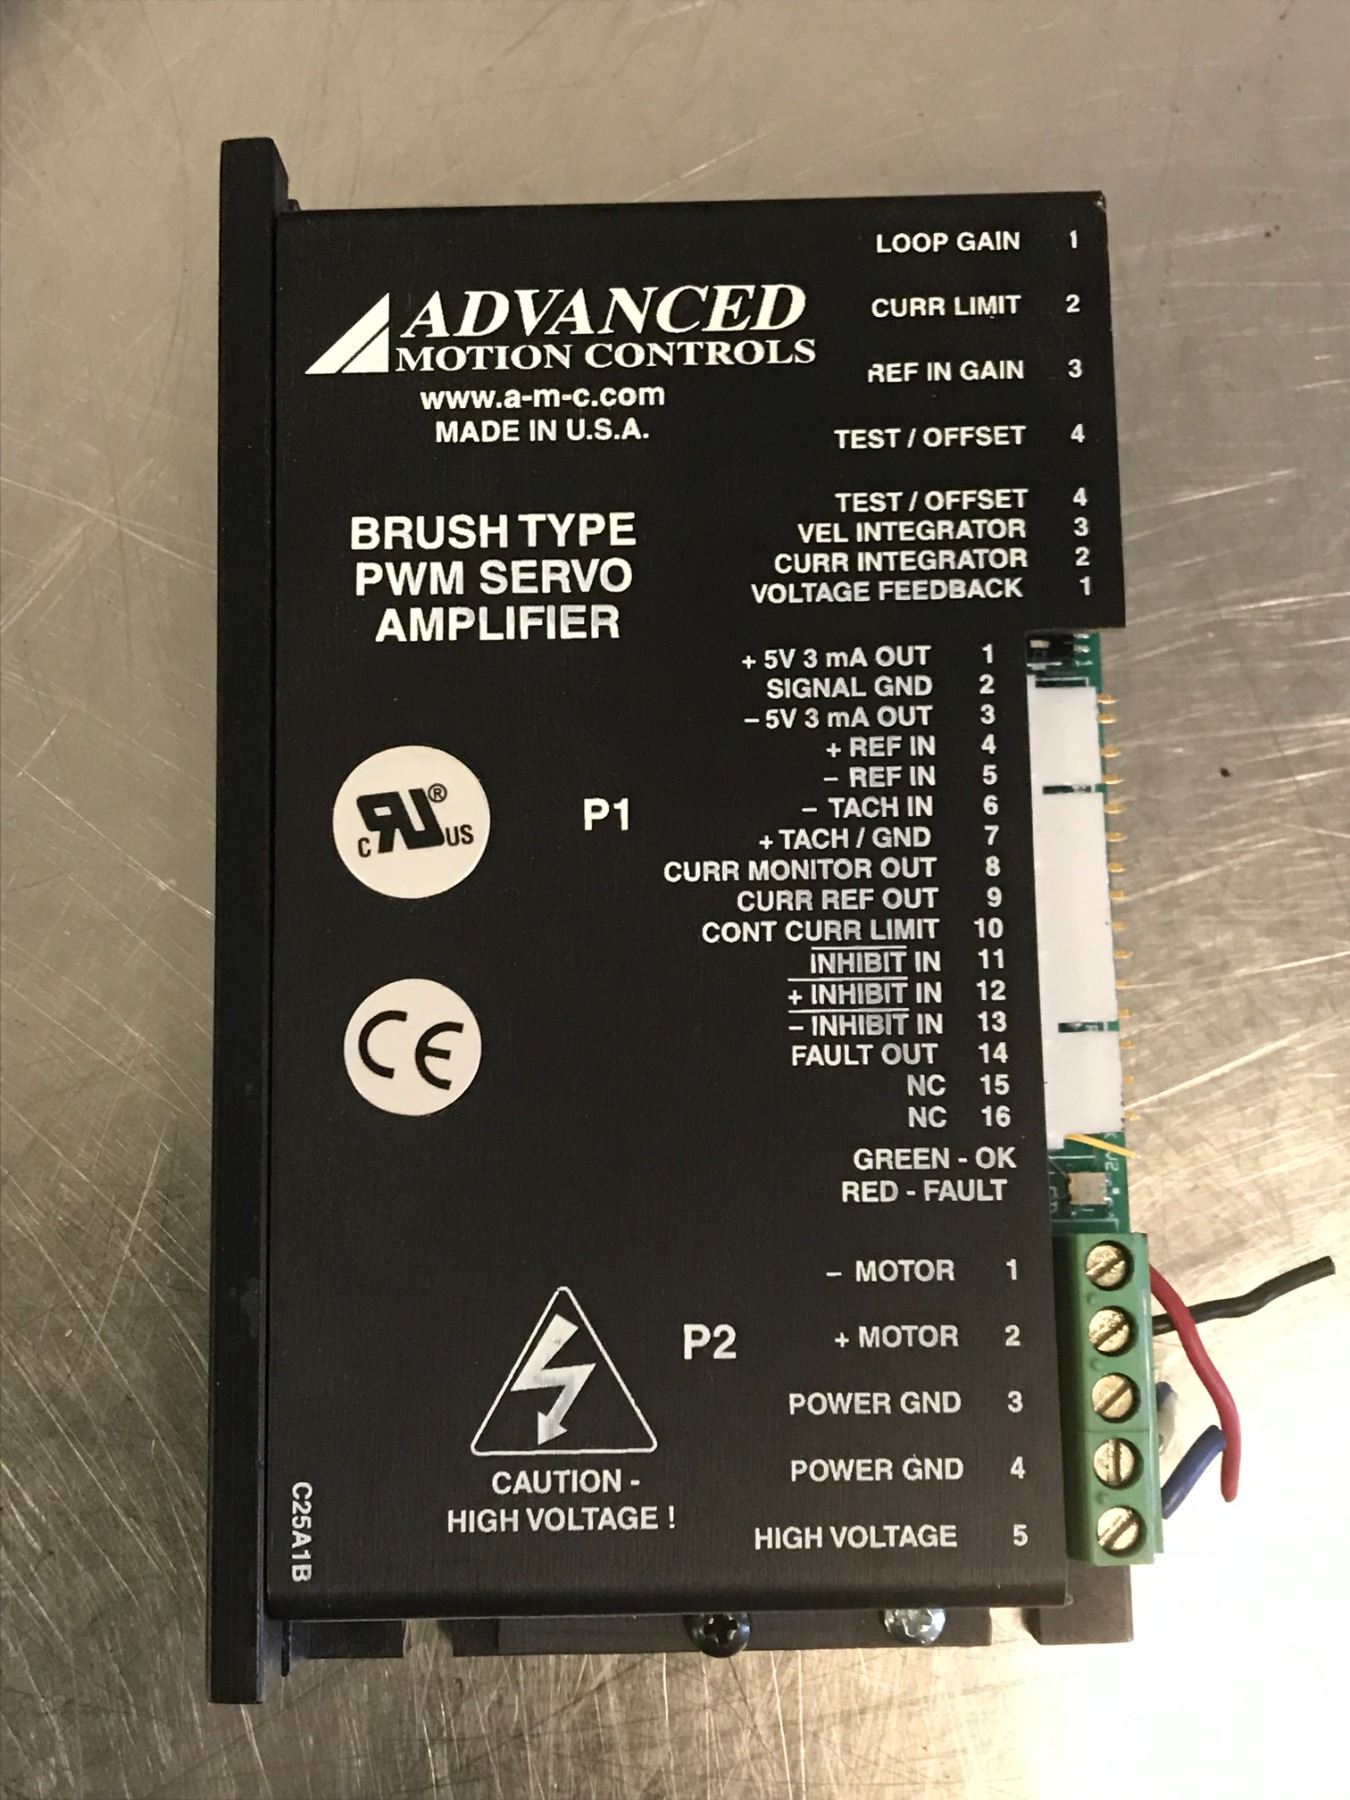 LOOP GAIN 1
CURR LIMIT 2
REF IN GAIN 3
TEST / OFFSET 4
ADVANCED
MOTION CONTROLS
www.a-m-c.com
MADE IN U.S.A.
BRUSH TYPE
PWM SERVO
AMPLIFIER
TEST / OFFSET 4
VEL INTEGRATOR 3
CURR INTEGRATOR 2
VOLTAGE FEEDBACK 1
P1
+ 5V 3 mA OUT 1
SIGNAL GND 2
– 5V 3 mA OUT 3
+ REF IN 4
– REF IN 5
– TACH IN 6
+ TACH / GND 7
CURR MONITOR OUT 8
CURR REF OUT 9
CONT CURR LIMIT 10
INHIBIT IN 11
+ INHIBIT IN 12
– INHIBIT IN 13
FAULT OUT 14
NC 15
NC 16
GREEN - OK
RED - FAULT
c RU ® US
CE
P2
– MOTOR 1
+ MOTOR 2
POWER GND 3
POWER GND 4
HIGH VOLTAGE 5
CAUTION -
HIGH VOLTAGE !
C25A1B